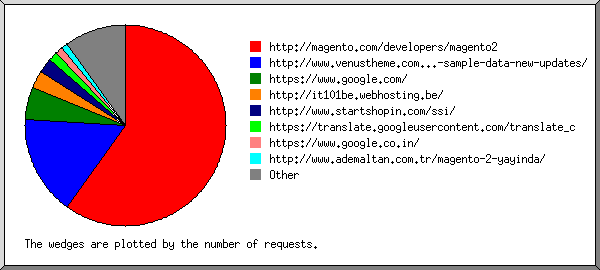 http://magento.com/developers/magento2
http://www.venustheme.com...-sample-data-new-updates/
https://www.google.com/
http://it101be.webhosting.be/
http://www.startshopin.com/ssi/
https://translate.googleusercontent.com/translate_c
https://www.google.co.in/
http://www.ademaltan.com.tr/magento-2-yayinda/
Other
The wedges are plotted by the number of requests.